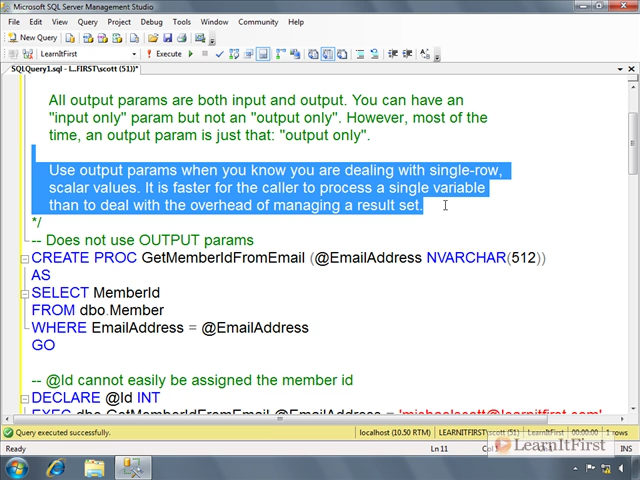 Microsoft SQL Server Management Studio
File Edit View Query Project Debug Tools Window Community Help
New Query
LearnItFirst Execute
SQLQuery1.sql - l...FIRST\scott (51))*
All output params are both input and output. You can have an
"input only" param but not an "output only". However, most of the
time, an output param is just that: "output only".
Use output params when you know you are dealing with single-row,
scalar values. It is faster for the caller to process a single variable
than to deal with the overhead of managing a result set.
*/
-- Does not use OUTPUT params
CREATE PROC GetMemberIdFromEmail (@EmailAddress NVARCHAR(512))
AS
SELECT MemberId
FROM dbo.Member
WHERE EmailAddress = @EmailAddress
GO
-- @Id cannot easily be assigned the member id
DECLARE @Id INT
EXEC dbo.GetMemberIdFromEmail @EmailAddress = 'michaelscott@learnitfirst.com'
Query executed successfully. localhost (10.50 RTM) LEARNITFIRST\scott (51) 00:00:00 1 rows
Ready Ln 11
LearnItFirst